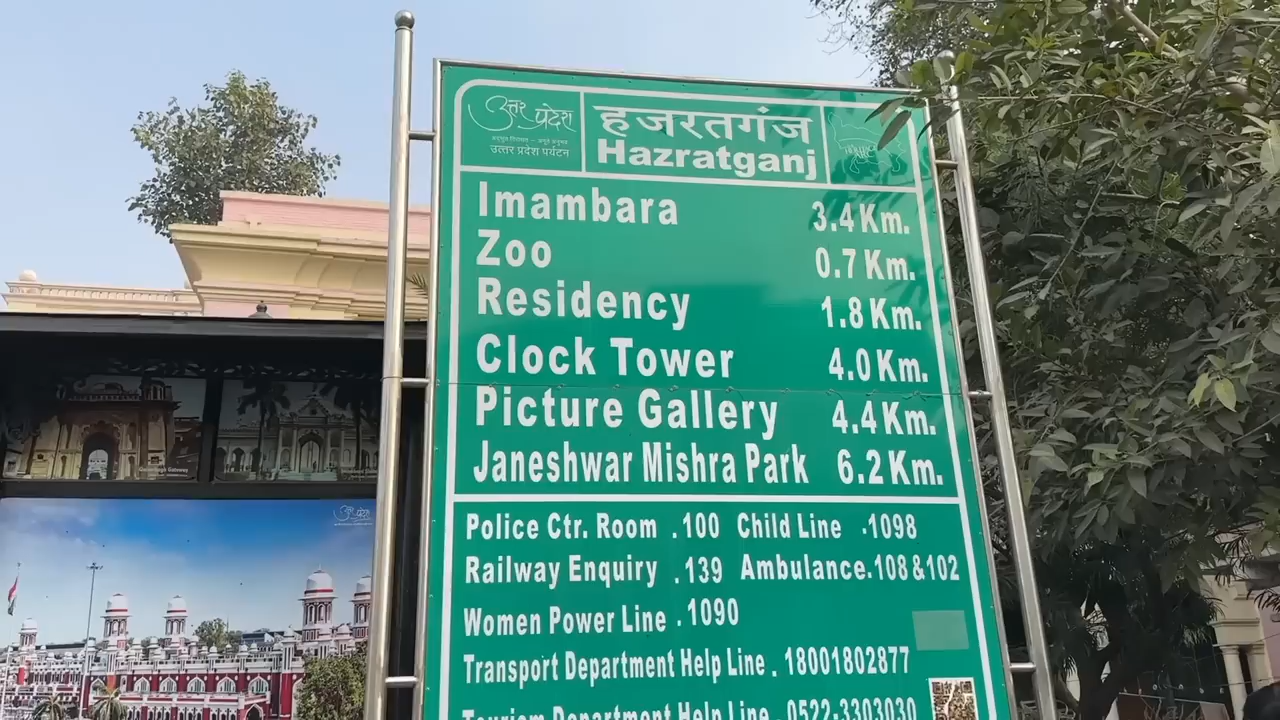 उत्तर प्रदेश
उत्तर प्रदेश पर्यटन
हजरतगंज
Hazratganj
Imambara 3.4 Km.
Zoo 0.7 Km.
Residency 1.8 Km.
Clock Tower 4.0 Km.
Picture Gallery 4.4 Km.
Janeshwar Mishra Park 6.2 Km.
Police Ctr. Room .100 Child Line -1098
Railway Enquiry .139 Ambulance.108 & 102
Women Power Line . 1090
Transport Department Help Line . 18001802877
Tourism Department Help Line . 0522-3303030